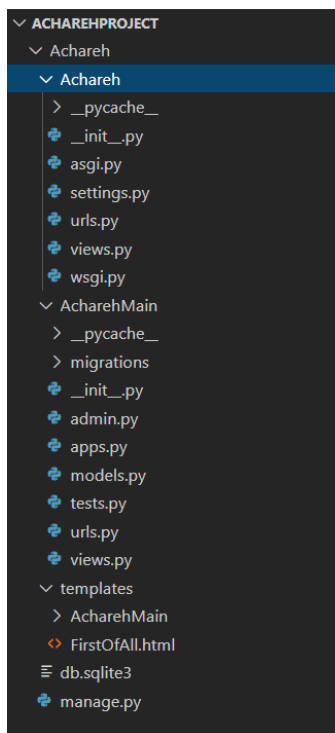 ACHAREHPROJECT
Achareh
Achareh
__pycache__
__init__.py
asgi.py
settings.py
urls.py
views.py
wsgi.py
AcharehMain
__pycache__
migrations
__init__.py
admin.py
apps.py
models.py
tests.py
urls.py
views.py
templates
AcharehMain
<> FirstOfAll.html
db.sqlite3
manage.py